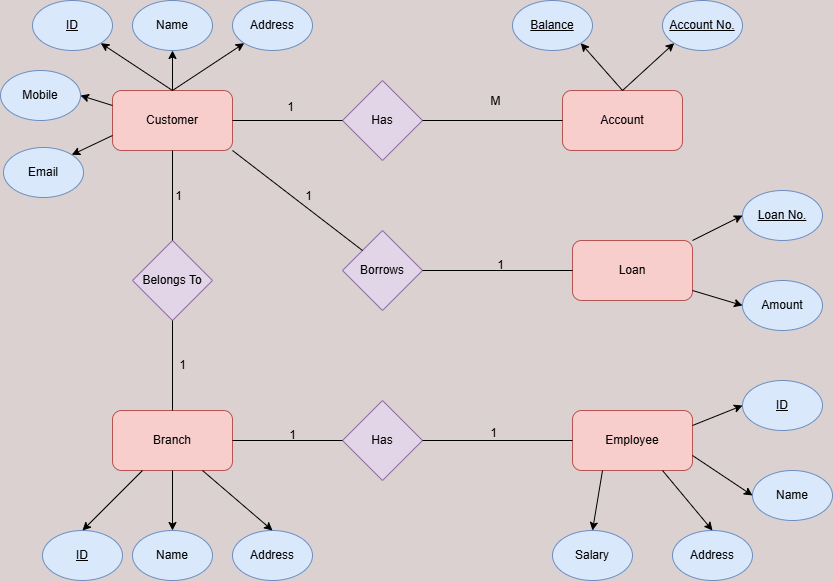 ID
Name
Address
Balance
Account No.
Mobile
Customer
1
Has
M
Account
Email
1
1
Loan No.
Belongs To
Borrows
1
Loan
Amount
1
ID
Branch
1
Has
1
Employee
Name
ID
Name
Address
Salary
Address